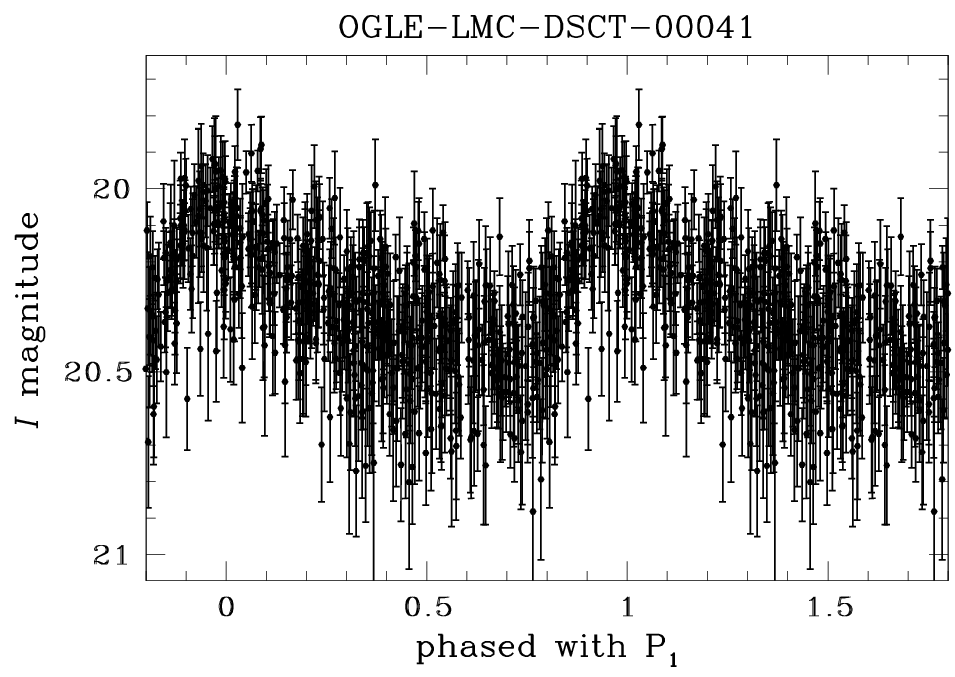 OGLE-LMC-DSCT-00041
20
20.5
21
I magnitude
0 0.5 1 1.5
phased with P₁